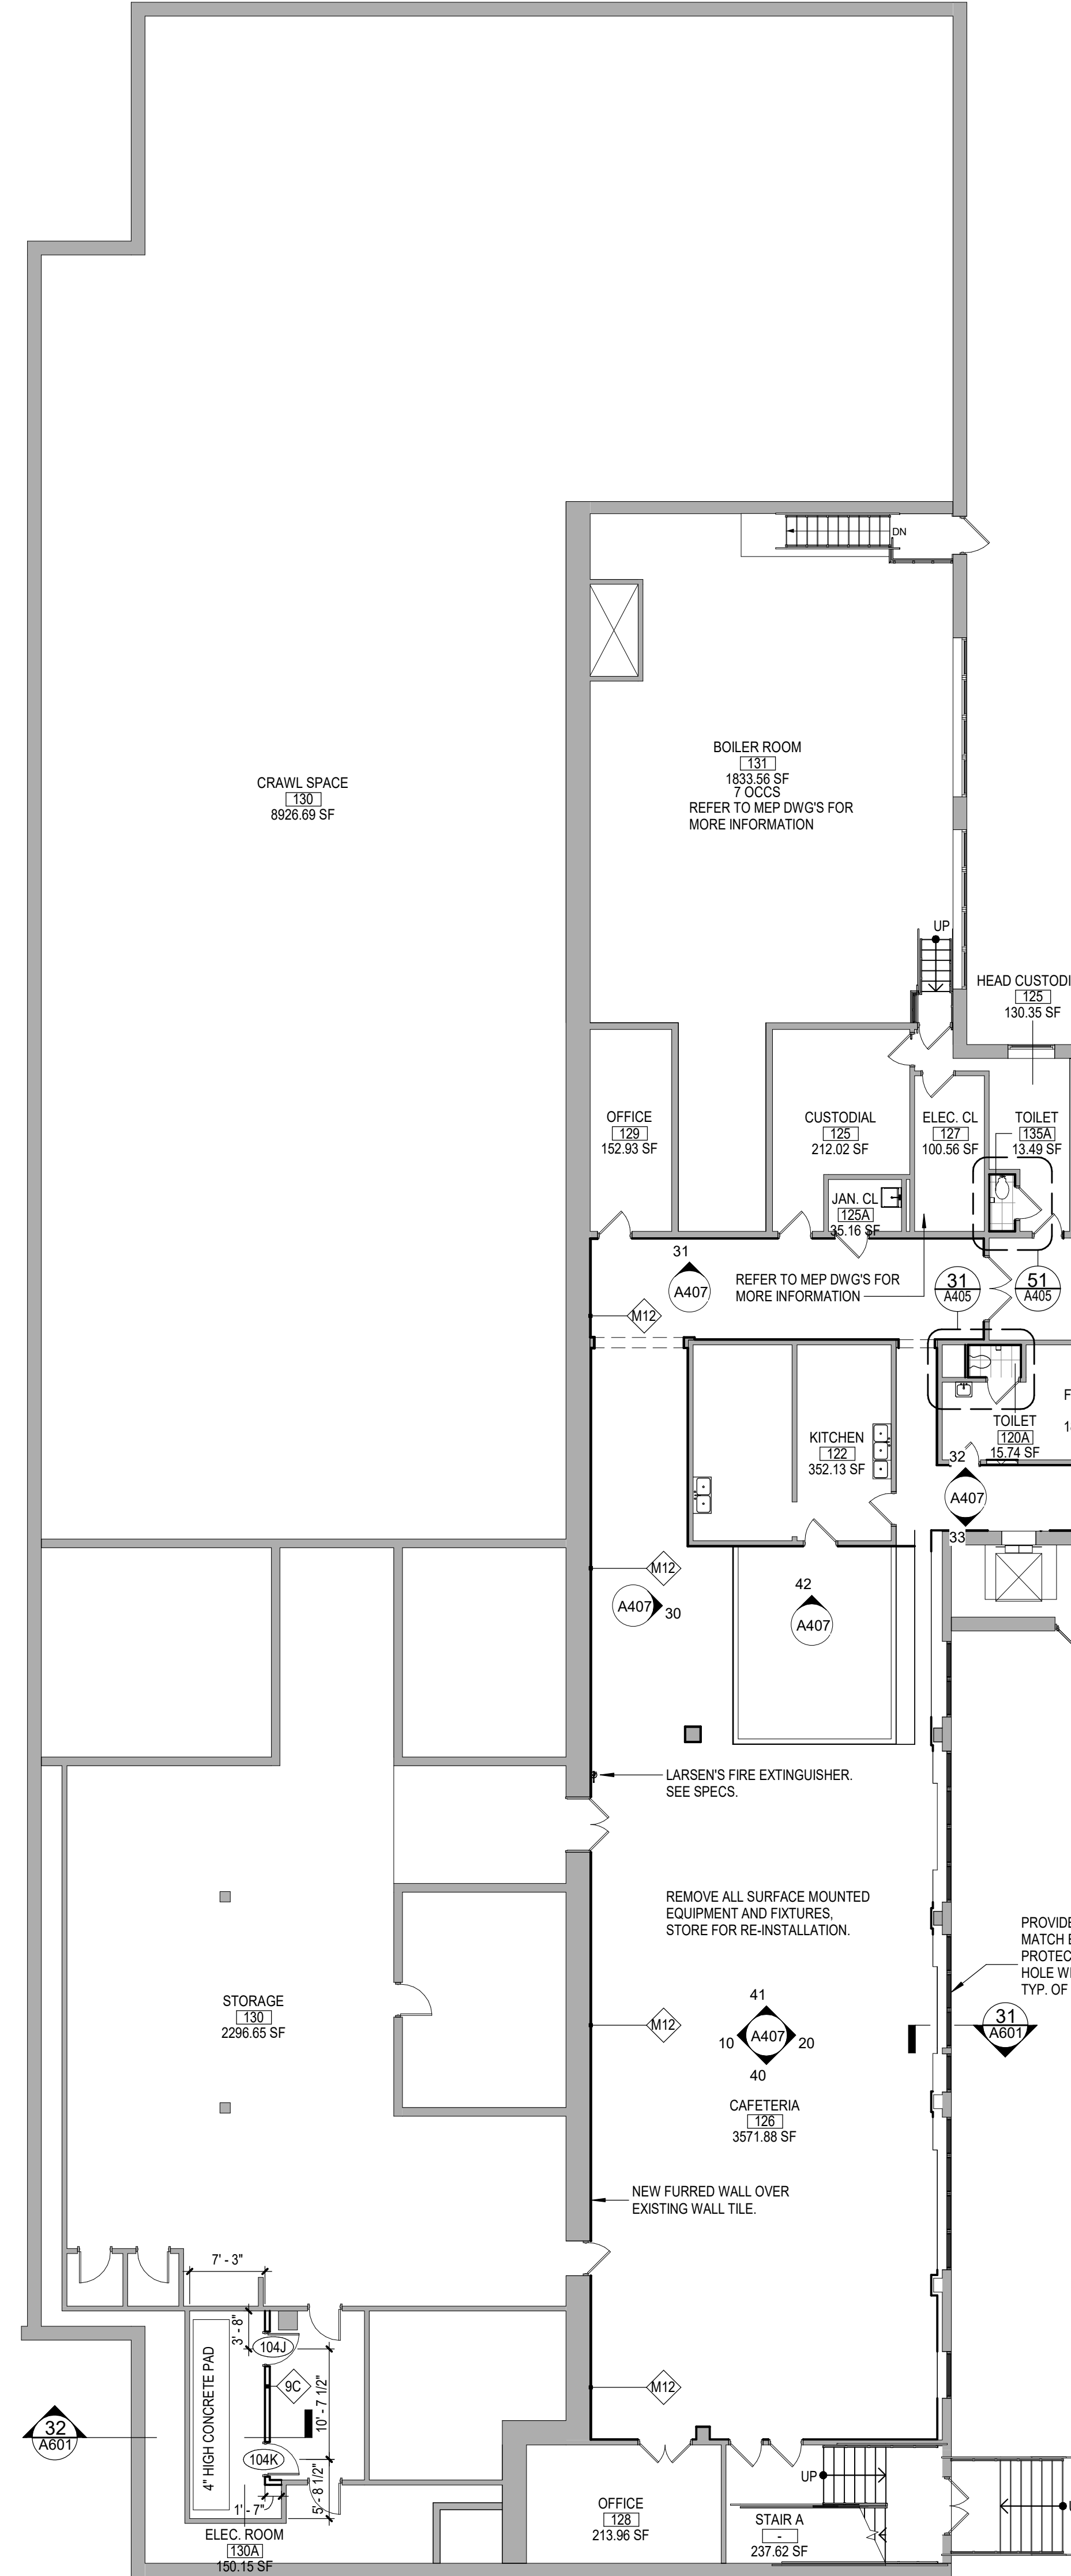 DN
BOILER ROOM
131
1833.56 SF
7 OCCS
REFER TO MEP DWG'S FOR
MORE INFORMATION
CRAWL SPACE
130
8926.69 SF
UP
HEAD CUSTODI
125
130.35 SF
OFFICE
129
152.93 SF
CUSTODIAL
125
212.02 SF
ELEC. CL
127
100.56 SF
TOILET
135A
13.49 SF
JAN. CL
125A
35.16 SF
31
A407
REFER TO MEP DWG'S FOR
MORE INFORMATION
31
A405
51
A405
M12
KITCHEN
122
352.13 SF
TOILET
120A
15.74 SF
F
1
32
A407
33
M12
A407
30
42
A407
LARSEN'S FIRE EXTINGUISHER.
SEE SPECS.
REMOVE ALL SURFACE MOUNTED
EQUIPMENT AND FIXTURES,
STORE FOR RE-INSTALLATION.
PROVIDE
MATCH
PROTEC
HOLE
TYP. OF
STORAGE
130
2296.65 SF
M12
41
10
A407
20
40
31
A601
CAFETERIA
126
3571.88 SF
NEW FURRED WALL OVER
EXISTING WALL TILE.
7' - 3"
3' - 8"
104J
4" HIGH CONCRETE PAD
9C
10' - 7 1/2"
M12
32
A601
104K
1' - 7"
5' - 8 1/2"
ELEC. ROOM
130A
150.15 SF
OFFICE
128
213.96 SF
UP
STAIR A
-
237.62 SF